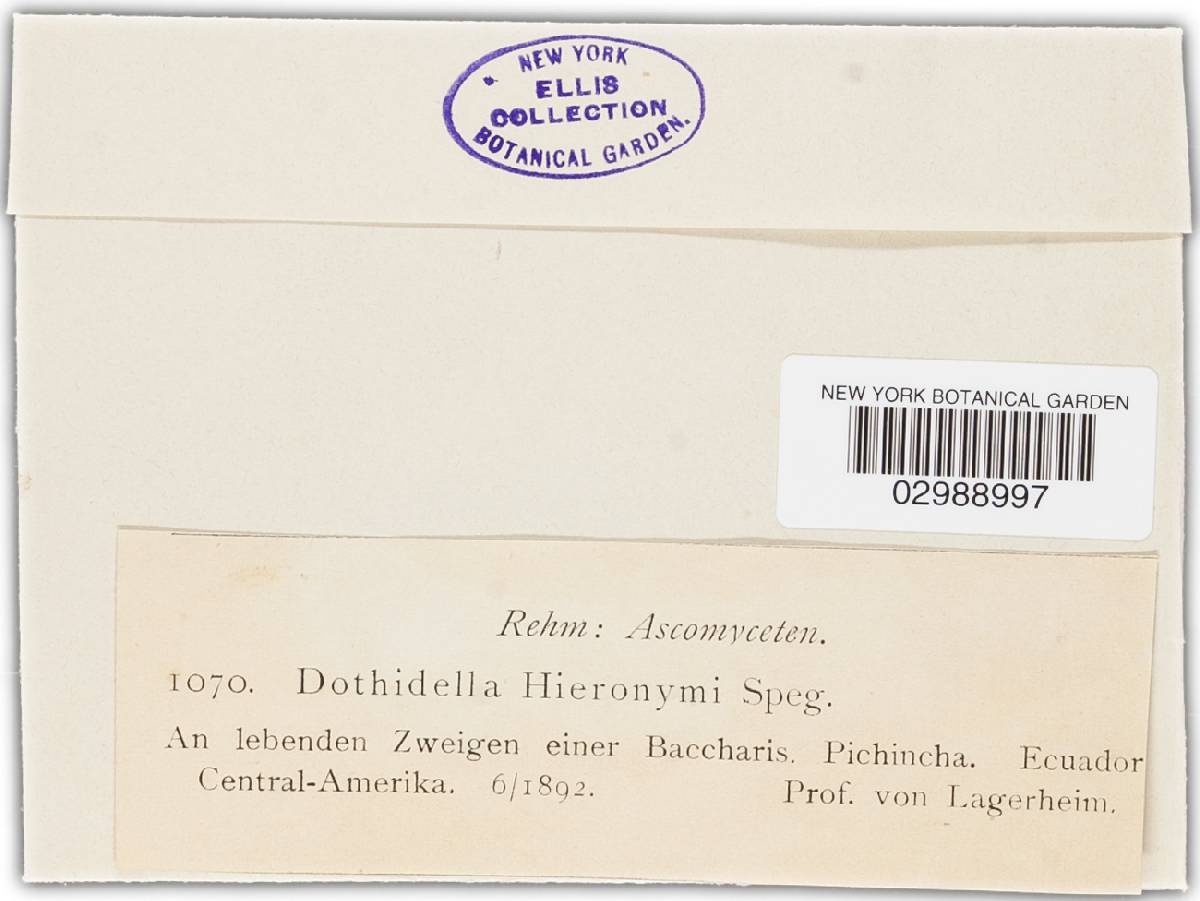 NEW YORK
ELLIS
COLLECTION
BOTANICAL GARDEN.
NEW YORK BOTANICAL GARDEN
02988997
Rehm: Ascomyceten.
1070. Dothidella Hieronymi Speg.
An lebenden Zweigen einer Baccharis. Pichincha. Ecuador
Central-Amerika. 6/1892. Prof. von Lagerheim.